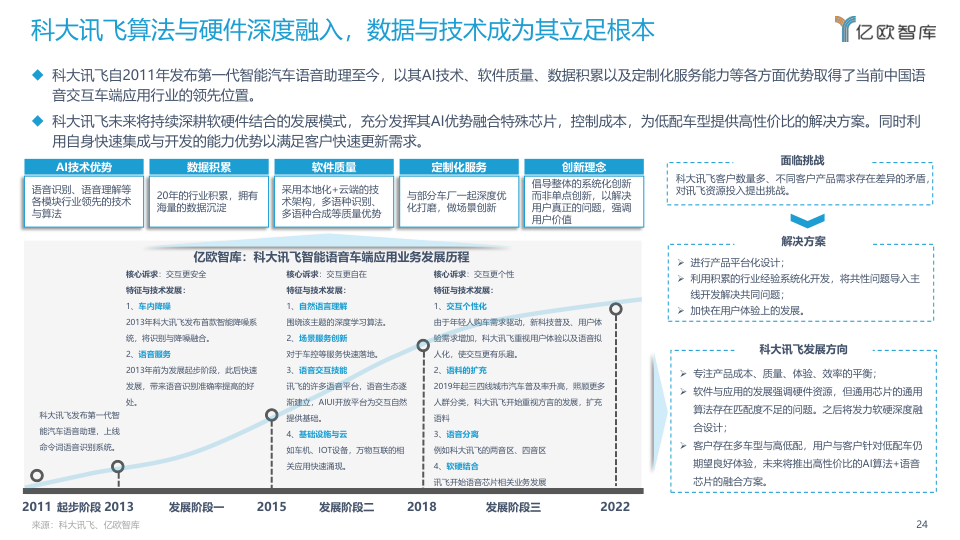 科大讯飞算法与硬件深度融入，数据与技术成为其立足根本
亿欧智库
科大讯飞自2011年发布第一代智能汽车语音助理至今，以其AI技术、软件质量、数据积累以及定制化服务能力等各方面优势取得了当前中国语
音交互车端应用行业的领先位置。
科大讯飞未来将持续深耕软硬件结合的发展模式，充分发挥其AI优势融合特殊芯片，控制成本，为低配车型提供高性价比的解决方案。同时利
用自身快速集成与开发的能力优势以满足客户快速更新需求。
AI技术优势
语音识别、语音理解等
各模块行业领先的技术
与算法
数据积累
20年的行业积累，拥有
海量的数据沉淀
软件质量
采用本地化+云端的技
术架构，多语种识别、
多语种合成等质量优势
定制化服务
与部分车厂一起深度优
化打磨，做场景创新
创新理念
倡导整体的系统化创新
而非单点创新，以解决
用户真正的问题，强调
用户价值
亿欧智库：科大讯飞智能语音车端应用业务发展历程
科大讯飞发布第一代智
能汽车语音助理，上线
命令词语音识别系统。
核心诉求：交互更安全
特征与技术发展：
1、车内降噪
2013年科大讯飞发布首款智能降噪系
统，将识别与降噪融合。
2、语音服务
2013年前为发展起步阶段，此后快速
发展，带来语音识别准确率提高的好
处。
核心诉求：交互更自在
特征与技术发展：
1、自然语言理解
围绕该主题的深度学习算法。
2、场景服务创新
对于车控等服务快速落地。
3、语音交互技能
讯飞的许多语音平台，语音生态逐
渐建立，AIUI开放平台为交互自然
提供基础。
4、基础设施与云
如车机、IOT设备，万物互联的相
关应用快速涌现。
核心诉求：交互更个性
特征与技术发展：
1、交互个性化
由于年轻人购车需求驱动，新科技普及、用户体
验需求增加，科大讯飞重视用户体验以及语音拟
人化，使交互更有乐趣。
2、语料的扩充
2019年起三四线城市汽车普及率升高，照顾更多
人群分类，科大讯飞开始重视方言的发展，扩充
语料
3、语音分离
例如科大讯飞的两音区、四音区
4、软硬结合
讯飞开始语音芯片相关业务发展
2011 起步阶段 2013 发展阶段一 2015 发展阶段二 2018 发展阶段三 2022
面临挑战
科大讯飞客户数量多、不同客户产品需求存在差异的矛盾，
对讯飞资源投入提出挑战。
解决方案
进行产品平台化设计；
利用积累的行业经验系统化开发，将共性问题导入主
线开发解决共同问题；
加快在用户体验上的发展。
科大讯飞发展方向
专注产品成本、质量、体验、效率的平衡；
软件与应用的发展强调硬件资源，但通用芯片的通用
算法存在匹配度不足的问题。之后将发力软硬深度融
合设计；
客户存在多车型与高低配，用户与客户针对低配车仍
期望良好体验，未来将推出高性价比的AI算法+语音
芯片的融合方案。
来源：科大讯飞、亿欧智库
24